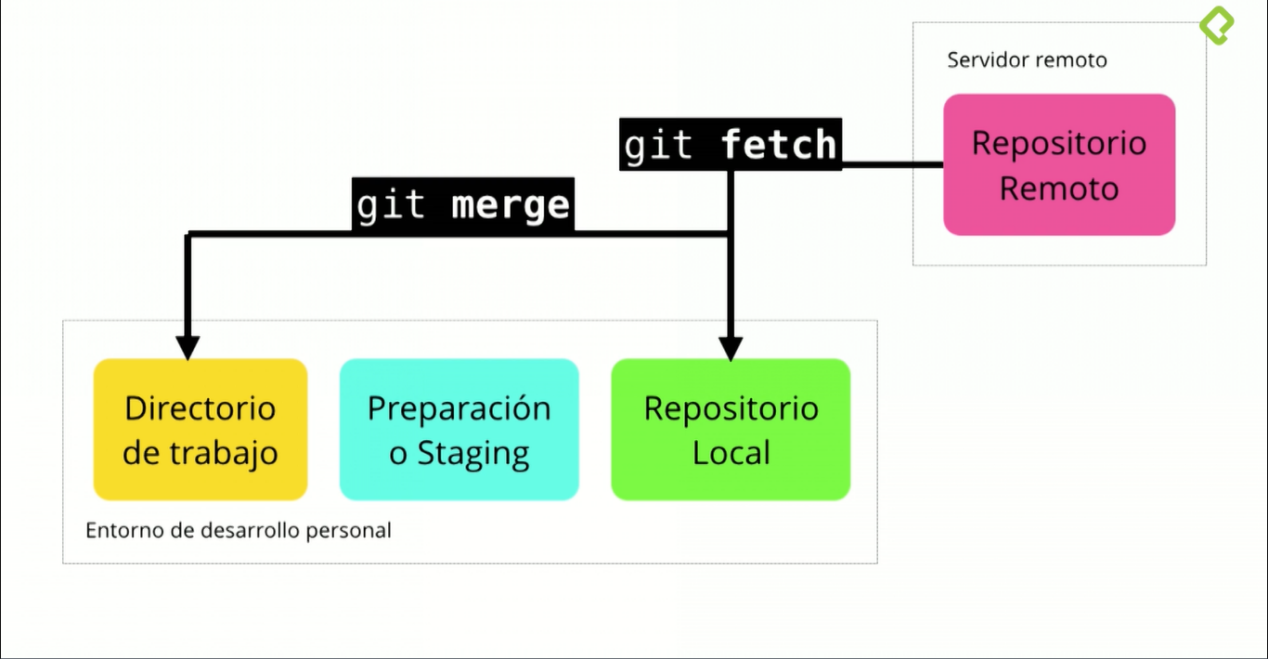 Servidor remoto
git fetch
Repositorio
Remoto
git merge
Directorio
de trabajo
Preparación
o Staging
Repositorio
Local
Entorno de desarrollo personal